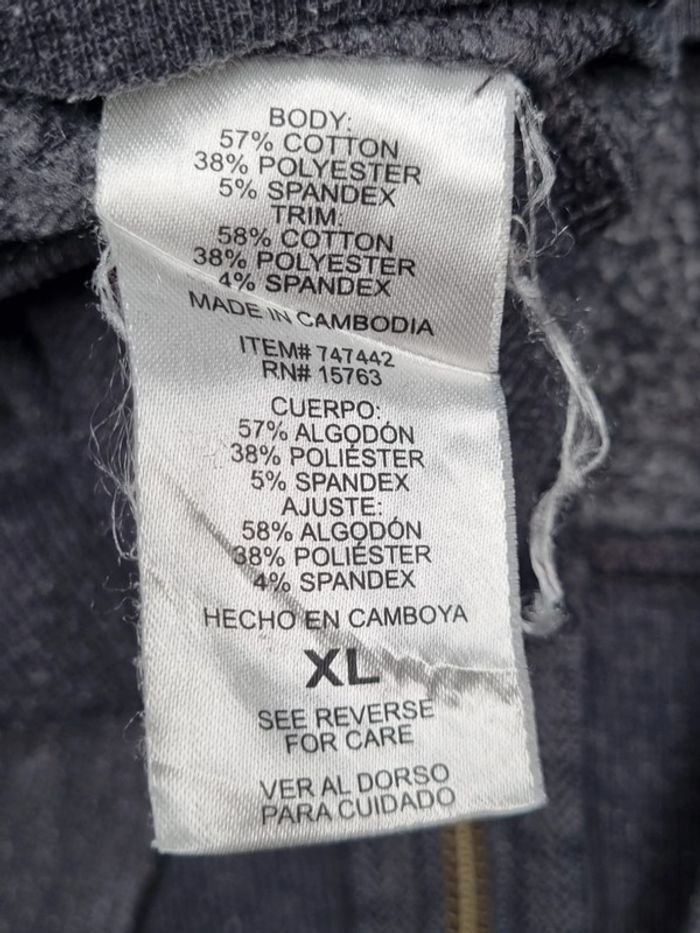 BODY:
57% COTTON
38% POLYESTER
5% SPANDEX
TRIM:
58% COTTON
38% POLYESTER
4% SPANDEX
MADE IN CAMBODIA
ITEM# 747442
RN# 15763
CUERPO:
57% ALGODÓN
38% POLIÉSTER
5% SPANDEX
AJUSTE:
58% ALGODÓN
38% POLIÉSTER
4% SPANDEX
HECHO EN CAMBOYA
XL
SEE REVERSE
FOR CARE
VER AL DORSO
PARA CUIDADO